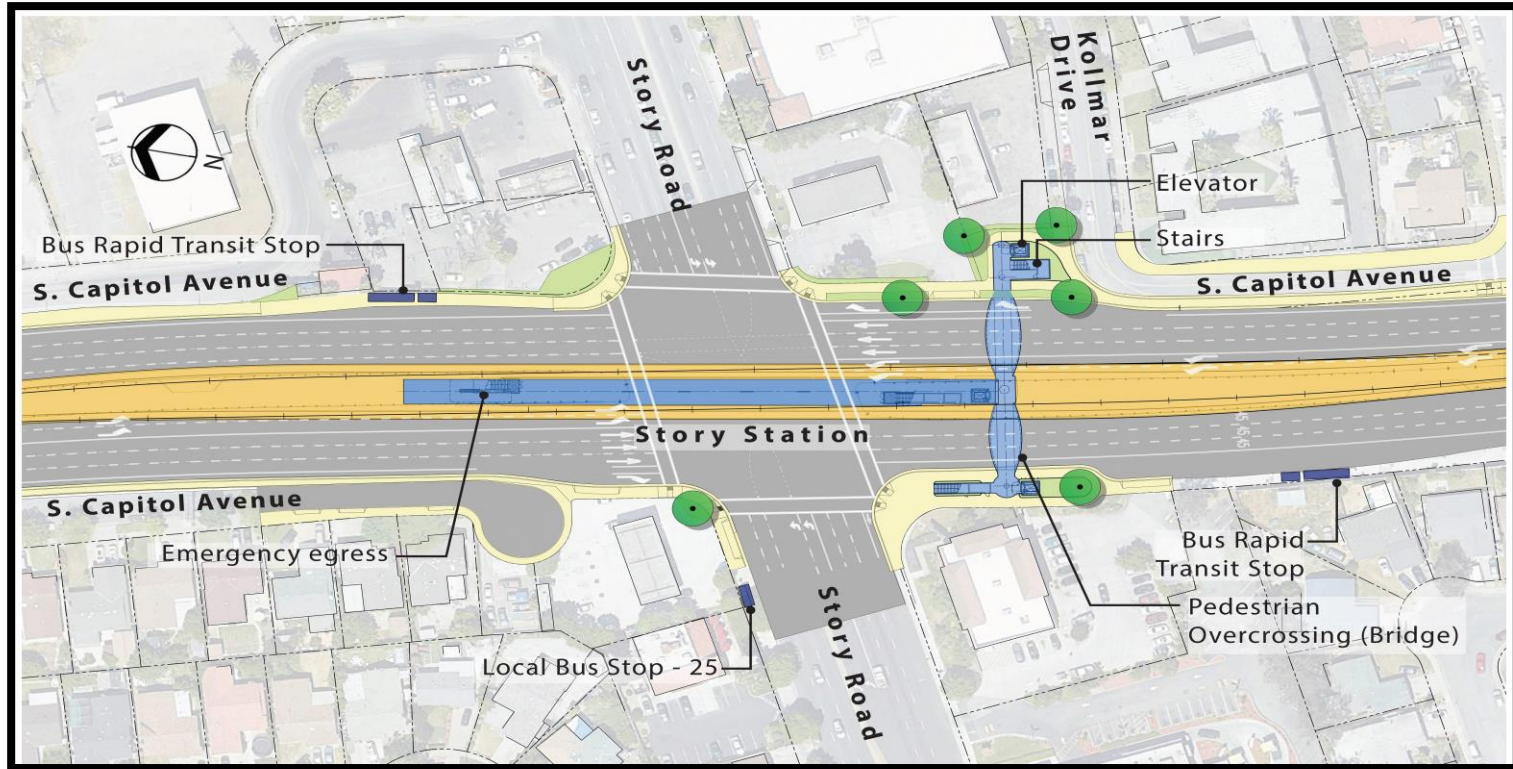 Story Road
Kollmar
Drive
N
Elevator
Stairs
Bus Rapid Transit Stop
S. Capitol Avenue
S. Capitol Avenue
Story Station
S. Capitol Avenue
Emergency egress
Bus Rapid
Transit Stop
Pedestrian
Overcrossing (Bridge)
Story Road
Local Bus Stop - 25